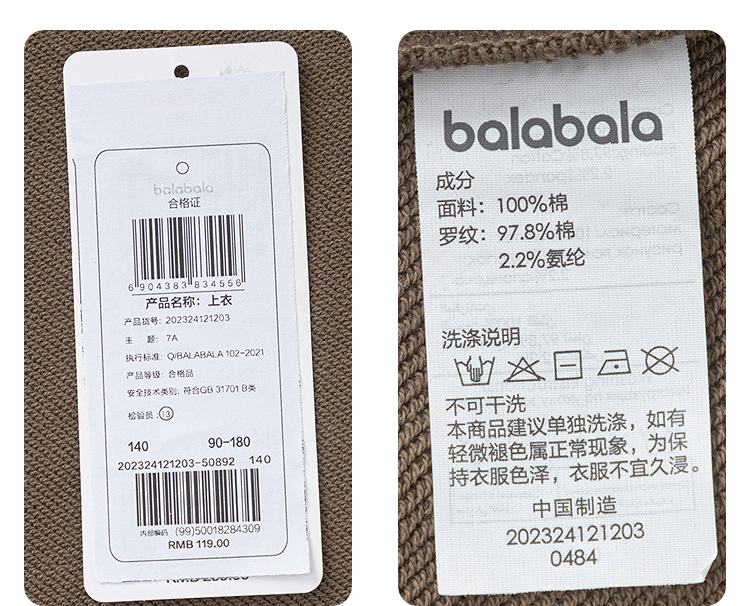 balabala
合格证
6 904383 834556
产品名称：上衣
产品货号：202324121203
主 题：7A
执行标准：Q/BALABALA 102-2021
产品等级：合格品
安全技术类别：符合GB 31701 B类
检验员：13
140 90-180
202324121203-50892 140
内部编码 (99)50018284309
RMB 119.00
balabala
成分
面料：100%棉
罗纹：97.8%棉
2.2%氨纶
洗涤说明
不可干洗
本商品建议单独洗涤，如有
轻微褪色属正常现象，为保
持衣服色泽，衣服不宜久浸。
中国制造
202324121203
0484